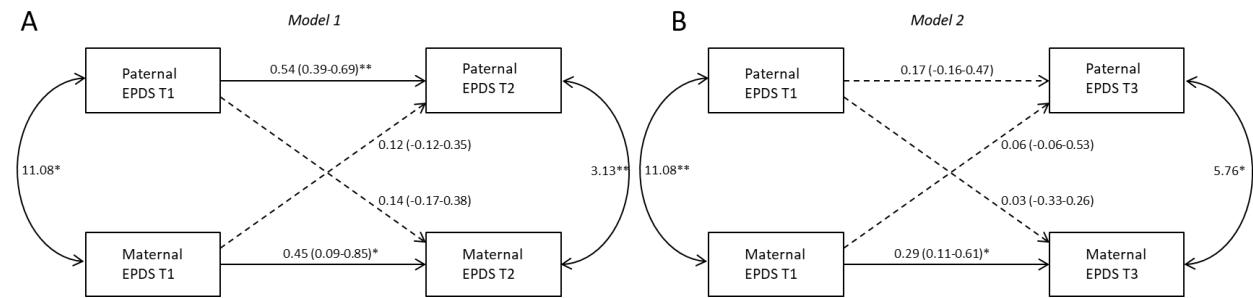 A
Model 1
Paternal
EPDS T1
0.54 (0.39-0.69)**
Paternal
EPDS T2
11.08*
0.12 (-0.12-0.35)
0.14 (-0.17-0.38)
3.13**
Maternal
EPDS T1
0.45 (0.09-0.85)*
Maternal
EPDS T2
B
Model 2
Paternal
EPDS T1
0.17 (-0.16-0.47)
Paternal
EPDS T3
11.08**
0.06 (-0.06-0.53)
0.03 (-0.33-0.26)
5.76*
Maternal
EPDS T1
0.29 (0.11-0.61)*
Maternal
EPDS T3